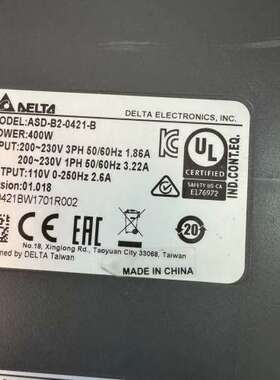 DELTA
DELTA ELECTRONICS, INC.
MODEL: ASD-B2-0421-B
POWER: 400W
PUT: 200~230V 3PH 50/60Hz 1.86A
200~230V 1PH 50/60Hz 3.22A
TPUT: 110V 0-250Hz 2.6A
sion: 01.018
0421BW1701R002
UL
LISTED
SAFETY US CA
E176972
IND.CONT.EQ.
CE
EAC
20
No.18, Xinglong Rd., Taoyuan City 33068, Taiwan
ned by DELTA Taiwan
MADE IN CHINA